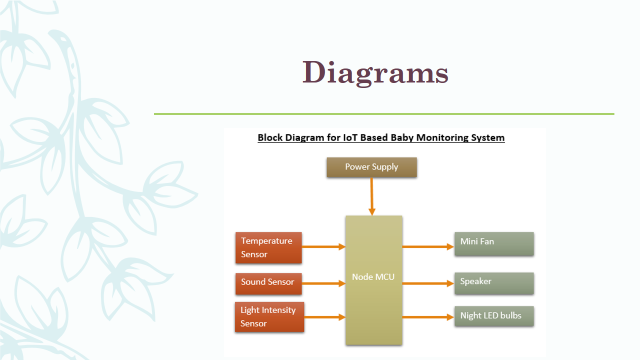 Diagrams
Block Diagram for IoT Based Baby Monitoring System
Power Supply
Temperature
Sensor
Sound Sensor
Light Intensity
Sensor
Node MCU
Mini Fan
Speaker
Night LED bulbs